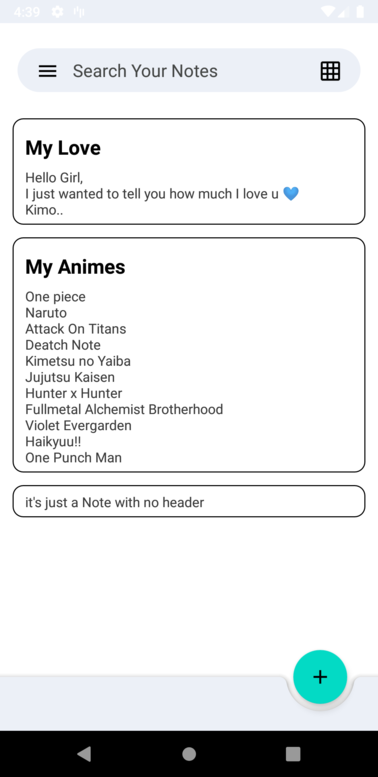 4:39
Search Your Notes
My Love
Hello Girl,
I just wanted to tell you how much I love u 💙
Kimo..
My Animes
One piece
Naruto
Attack On Titans
Deatch Note
Kimetsu no Yaiba
Jujutsu Kaisen
Hunter x Hunter
Fullmetal Alchemist Brotherhood
Violet Evergarden
Haikyuu!!
One Punch Man
it's just a Note with no header